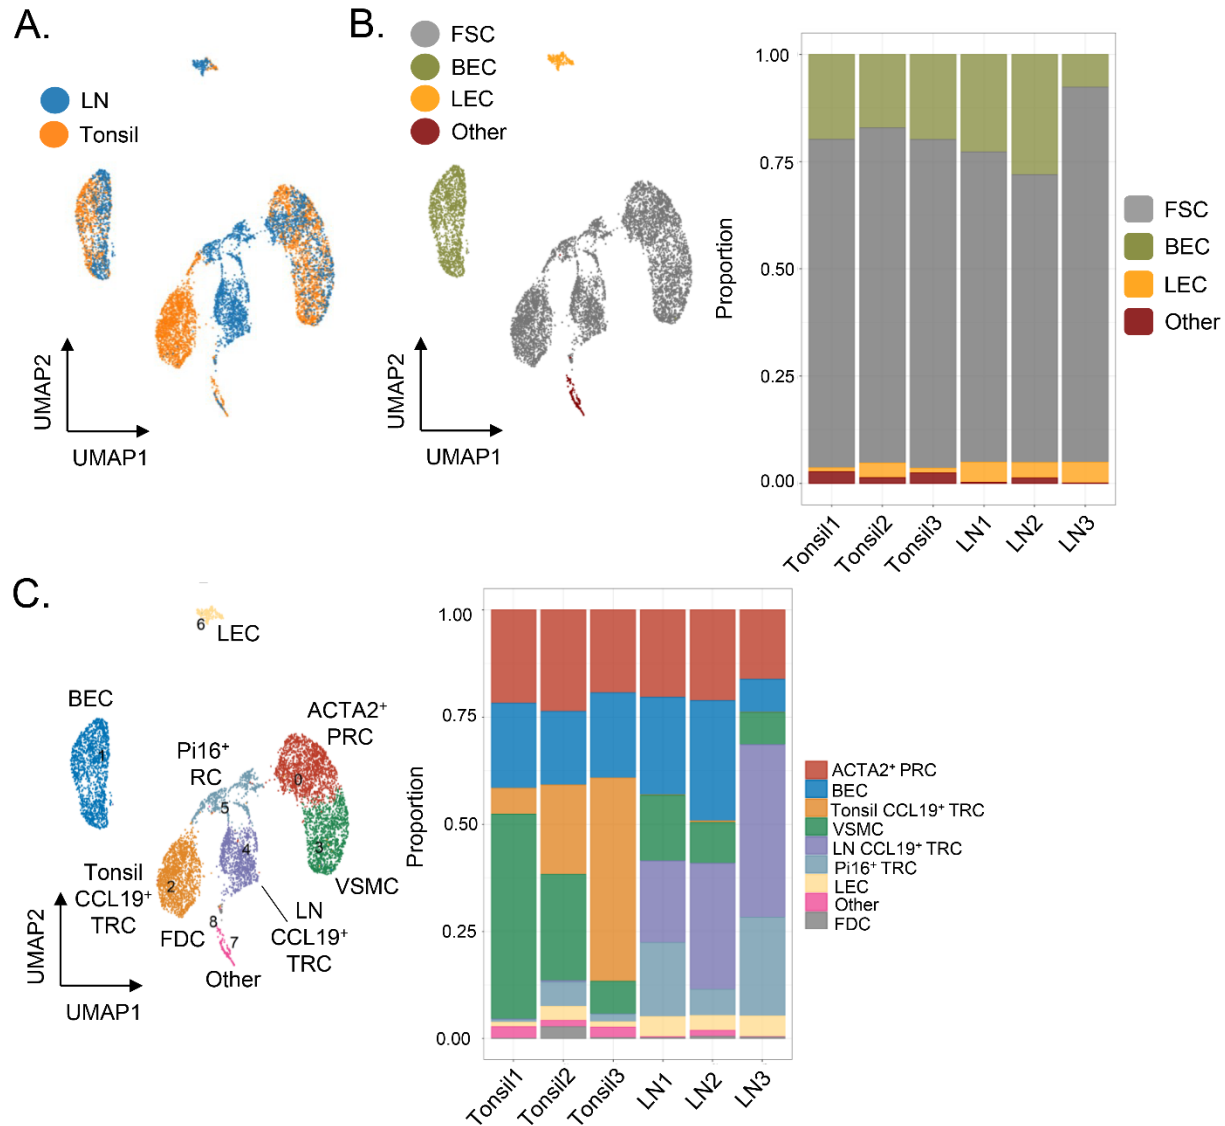 A.
LN
Tonsil
UMAP2
UMAP1
B.
FSC
BEC
LEC
Other
UMAP2
UMAP1
Proportion
1.00
0.75
0.50
0.25
0.00
Tonsil1
Tonsil2
Tonsil3
LN1
LN2
LN3
FSC
BEC
LEC
Other
C.
6
LEC
BEC
1
ACTA2⁺
PRC
0
Pi16⁺
RC
5
4
3
VSMC
Tonsil
CCL19⁺
TRC
2
FDC
8
7
Other
LN
CCL19⁺
TRC
UMAP2
UMAP1
Proportion
1.00
0.75
0.50
0.25
0.00
Tonsil1
Tonsil2
Tonsil3
LN1
LN2
LN3
ACTA2⁺ PRC
BEC
Tonsil CCL19⁺ TRC
VSMC
LN CCL19⁺ TRC
Pi16⁺ TRC
LEC
Other
FDC